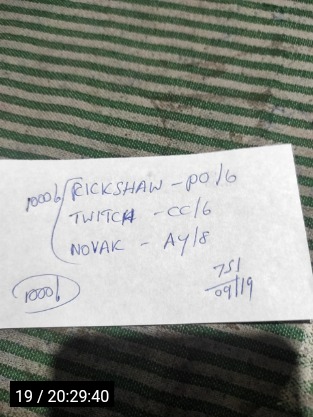 1000/- RICKSHAW - PO/6
TWITCH - CC/6
NOVAK - AY/8
1000/-
751
09/19
19 / 20:29:40